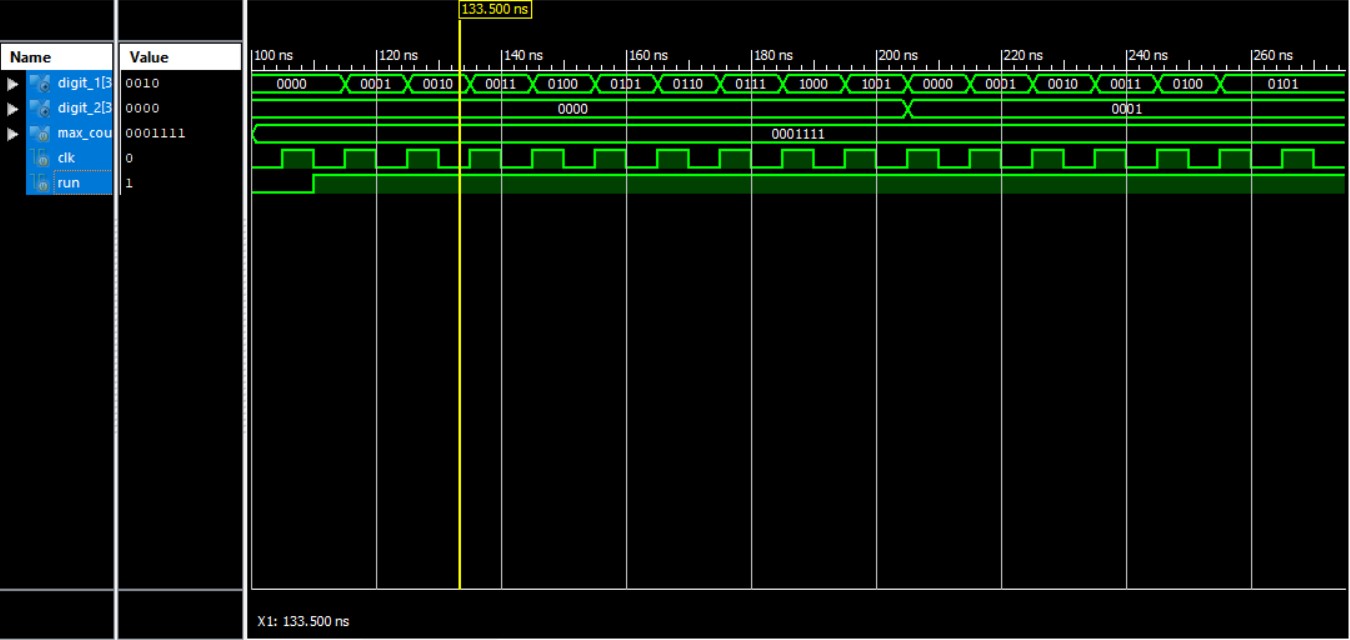 133.500 ns
Name Value 100 ns 120 ns 140 ns 160 ns 180 ns 200 ns 220 ns 240 ns 260 ns
digit_1[3 0010 0000 0001 0010 0011 0100 0101 0110 0111 1000 1001 0000 0001 0010 0011 0100 0101
digit_2[3 0000 0000 0001
max_cou 0001111 0001111
clk 0
run 1
X1: 133.500 ns